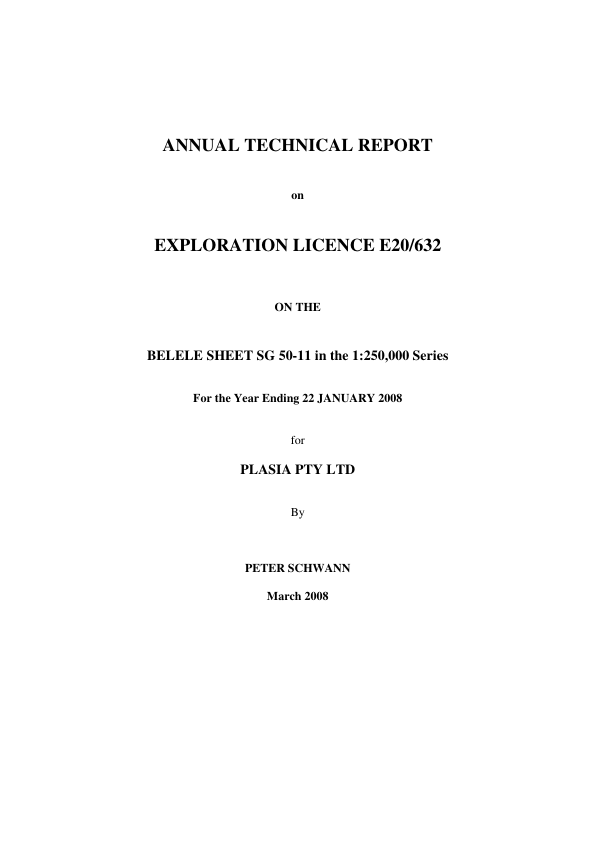 ANNUAL TECHNICAL REPORT
on
EXPLORATION LICENCE E20/632
ON THE
BELELE SHEET SG 50-11 in the 1:250,000 Series
For the Year Ending 22 JANUARY 2008
for
PLASIA PTY LTD
By
PETER SCHWANN
March 2008